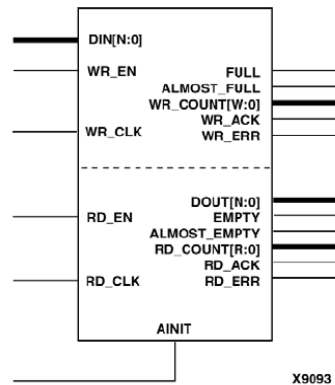 DIN[N:0]
WR_EN
FULL
ALMOST_FULL
WR_COUNT[W:0]
WR_ACK
WR_CLK
WR_ERR
DOUT[N:0]
RD_EN
EMPTY
ALMOST_EMPTY
RD_COUNT[R:0]
RD_ACK
RD_CLK
RD_ERR
AINIT
X9093